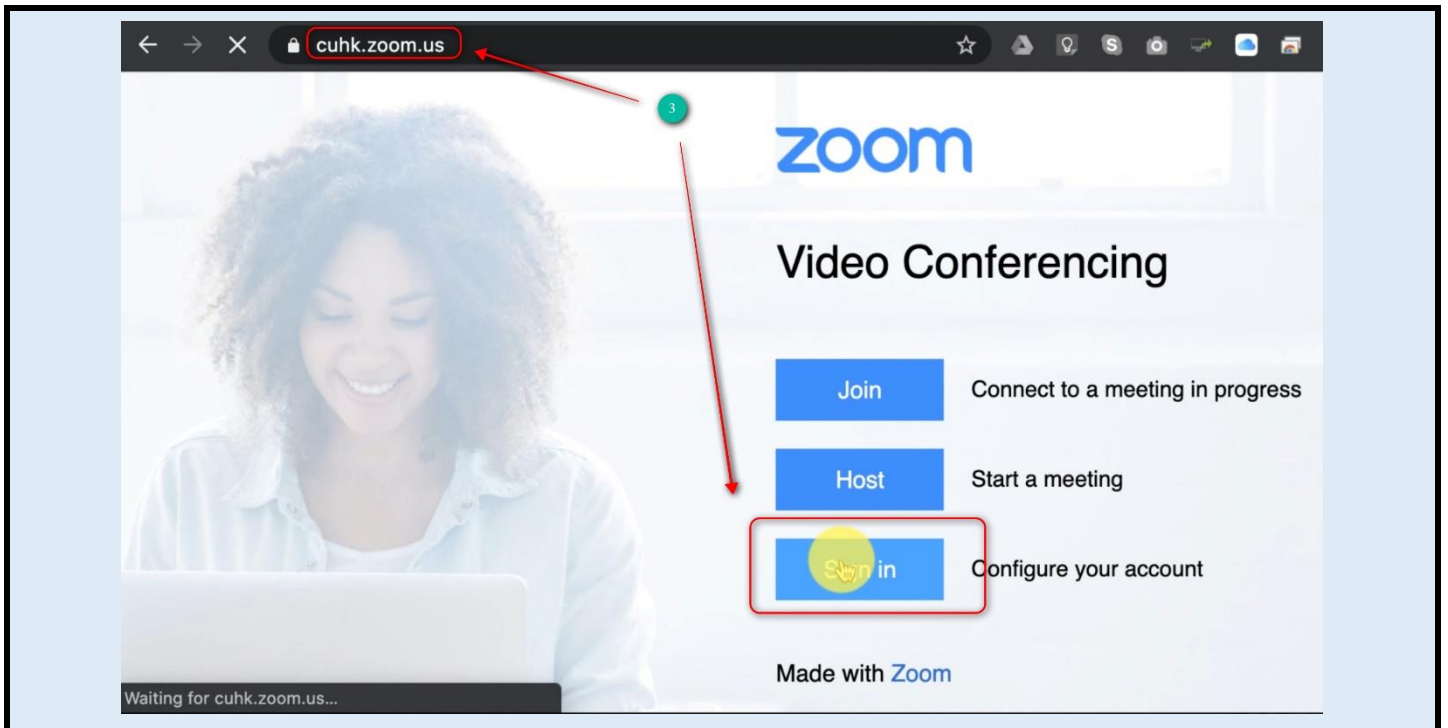 cuhk.zoom.us
3
zoom
Video Conferencing
Join Connect to a meeting in progress
Host Start a meeting
Sign in Configure your account
Made with Zoom
Waiting for cuhk.zoom.us...